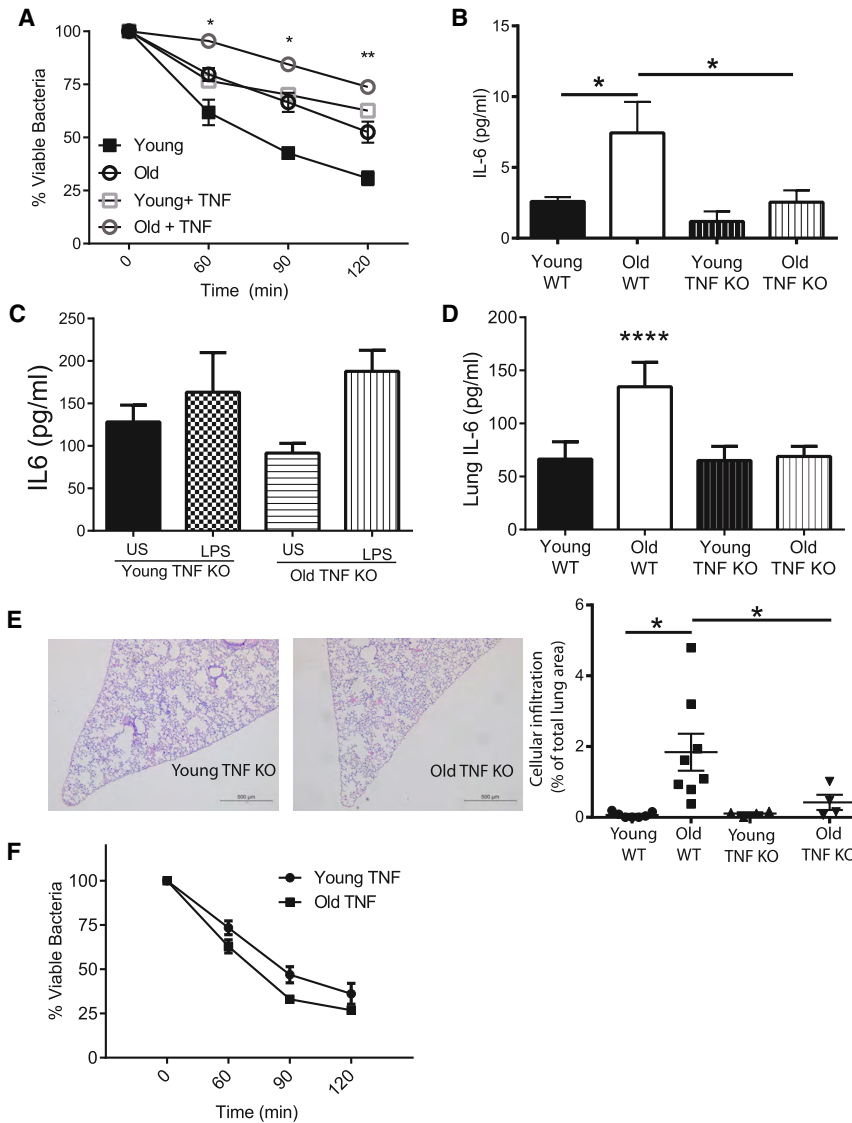 A
% Viable Bacteria
100
75
50
25
0
* * **
Young
Old
Young+ TNF
Old + TNF
0 60 90 120
Time (min)
B
IL-6 (pg/ml)
15
10
5
0
* *
Young WT
Old WT
Young TNF KO
Old TNF KO
C
IL6 (pg/ml)
250
200
150
100
50
0
US LPS US LPS
Young TNF KO Old TNF KO
D
Lung IL-6 (pg/ml)
200
150
100
50
0
****
Young WT
Old WT
Young TNF KO
Old TNF KO
E
Young TNF KO
500 µm
Old TNF KO
500 µm
Cellular infiltration
(% of total lung area)
6
4
2
0
* *
Young WT
Old WT
Young TNF KO
Old TNF KO
F
% Viable Bacteria
100
75
50
25
0
Young TNF
Old TNF
0 60 90 120
Time (min)